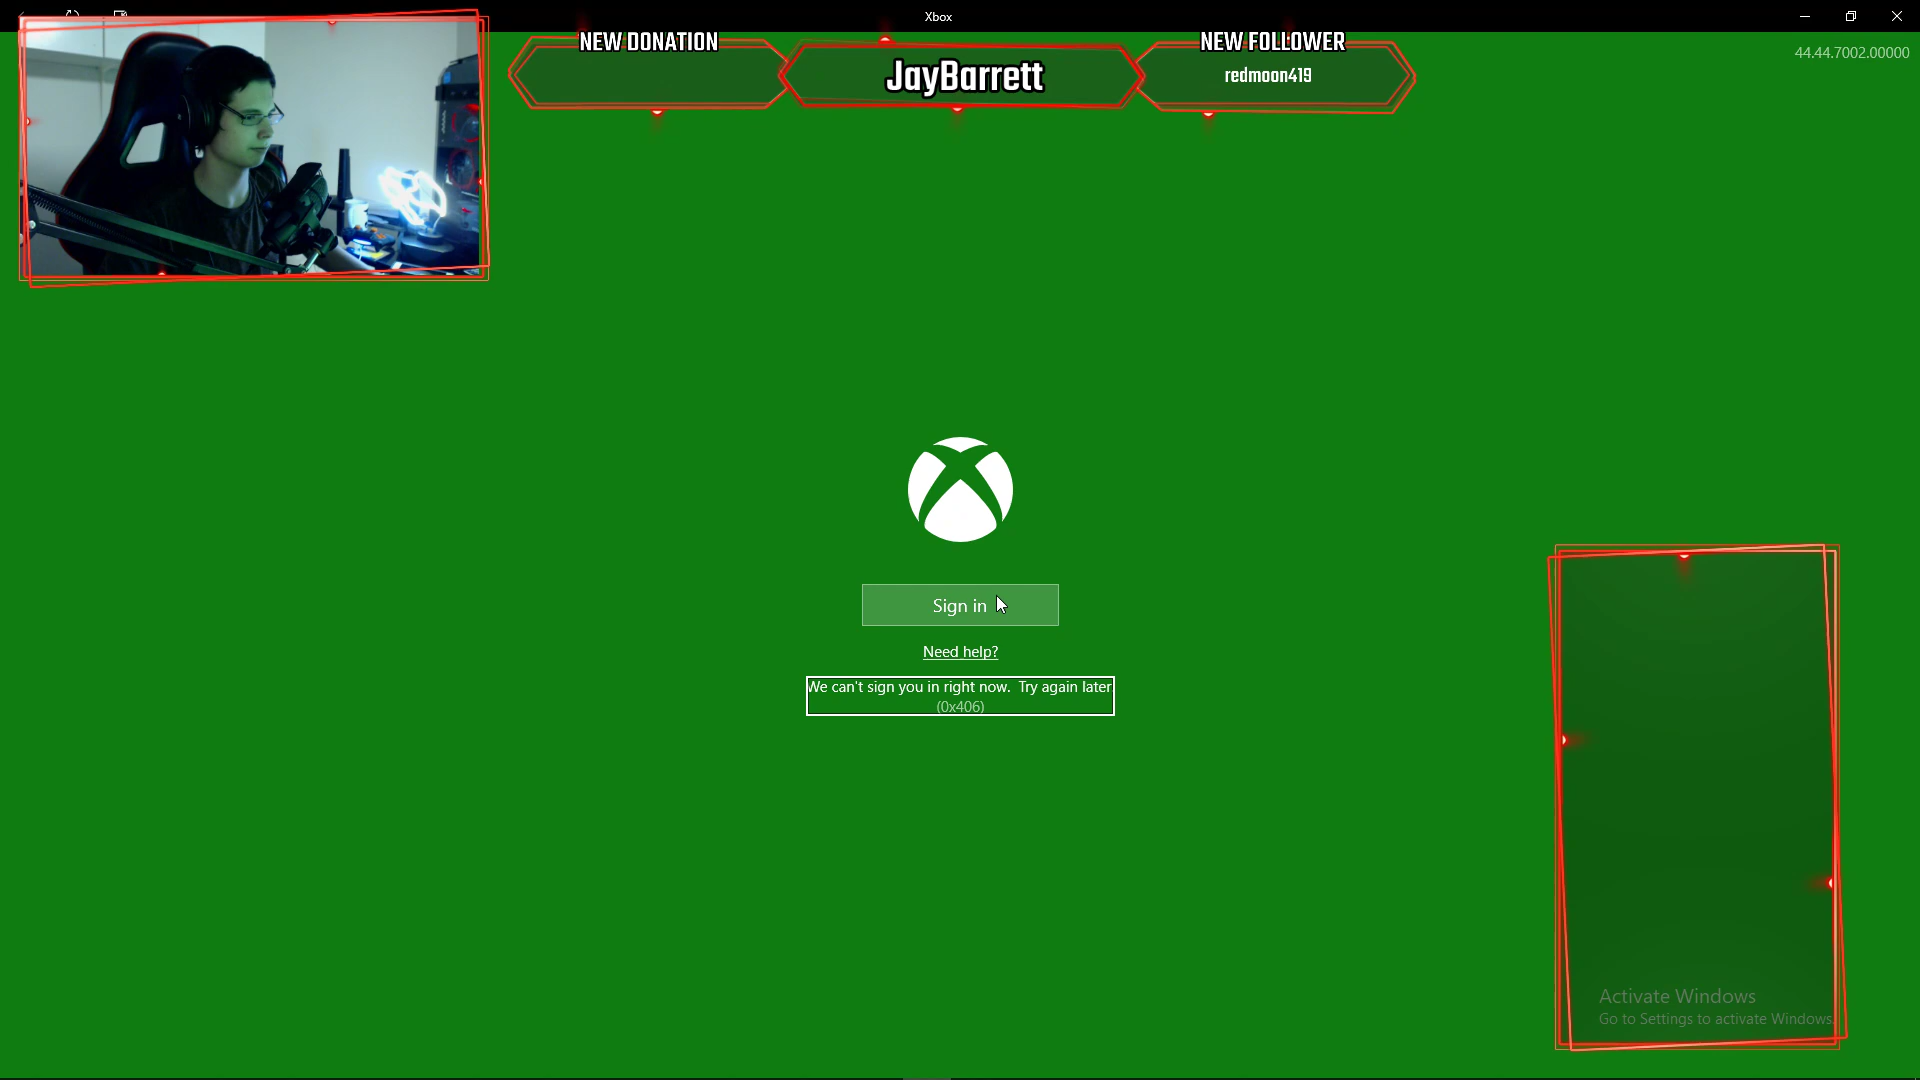 Xbox
NEW DONATION
JayBarrett
NEW FOLLOWER
redmoon419
44.44.7002.00000
Sign in
Need help?
We can't sign you in right now. Try again later
(0x406)
Activate Windows
Go to Settings to activate Windows.